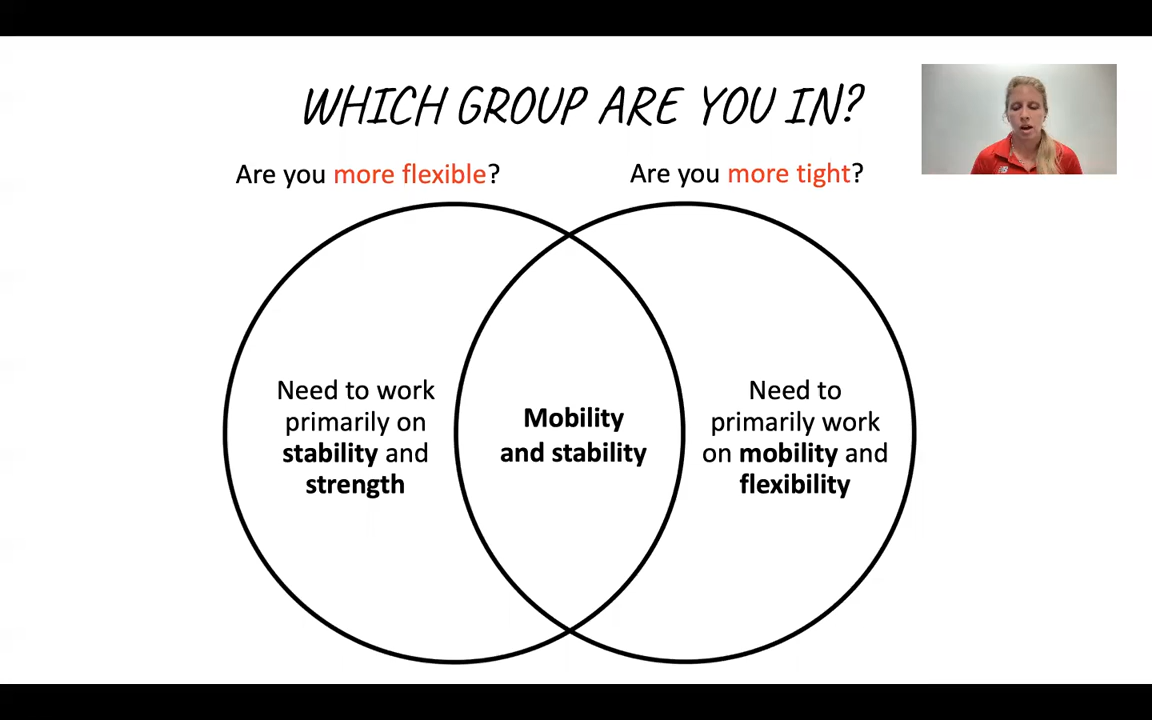 WHICH GROUP ARE YOU IN?
Are you more flexible?
Are you more tight?
Need to work
primarily on
stability and
strength
Mobility
and stability
Need to
primarily work
on mobility and
flexibility